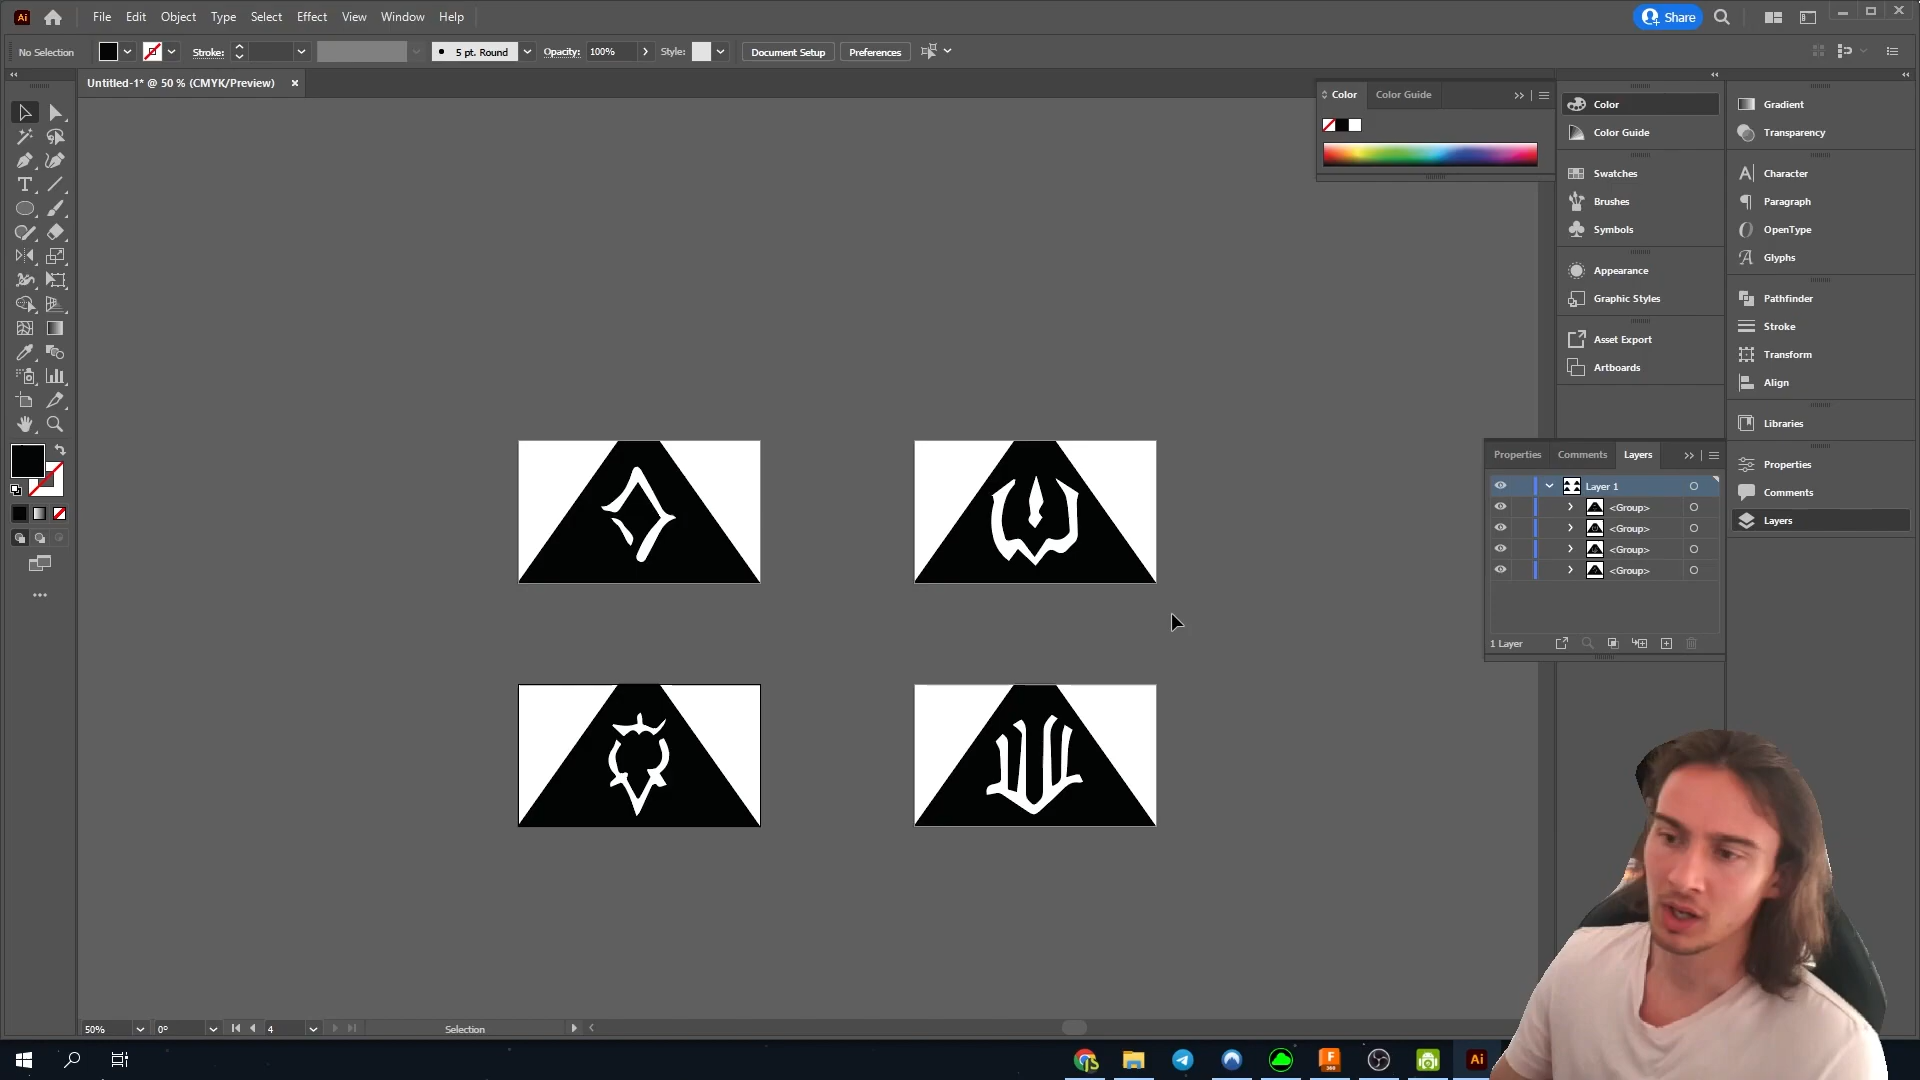 Ai File Edit Object Type Select Effect View Window Help Share
No Selection Stroke: 5 pt. Round Opacity: 100% Style: Document Setup Preferences
Untitled-1* @ 50 % (CMYK/Preview)
Color Color Guide
Color
Color Guide
Swatches
Brushes
Symbols
Appearance
Graphic Styles
Asset Export
Artboards
Gradient
Transparency
Character
Paragraph
OpenType
Glyphs
Pathfinder
Stroke
Transform
Align
Libraries
Properties
Comments
Layers
Properties Comments Layers
Layer 1
<Group>
<Group>
<Group>
<Group>
1 Layer
50% 0° 4 Selection
F
360
Ai